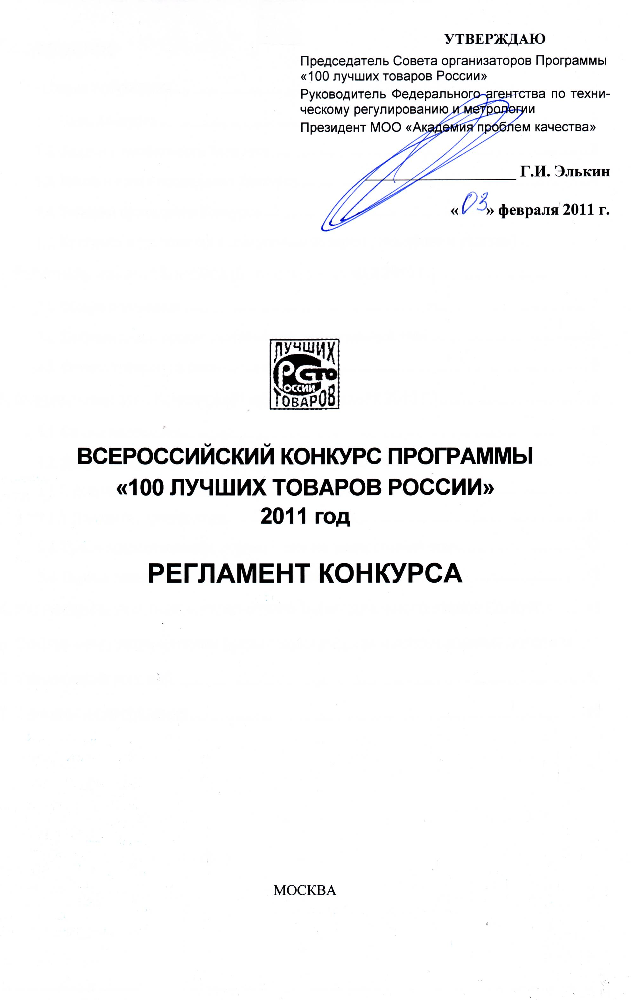 УТВЕРЖДАЮ
Председатель Совета организаторов Программы
«100 лучших товаров России»
Руководитель Федерального агентства по техни-
ческому регулированию и метрологии
Президент МОО «Академия проблем качества»
Г.И. Элькин
«03» февраля 2011 г.
ЛУЧШИХ
СТО
РОССИИ
ТОВАРОВ
ВСЕРОССИЙСКИЙ КОНКУРС ПРОГРАММЫ
«100 ЛУЧШИХ ТОВАРОВ РОССИИ»
2011 год
РЕГЛАМЕНТ КОНКУРСА
МОСКВА